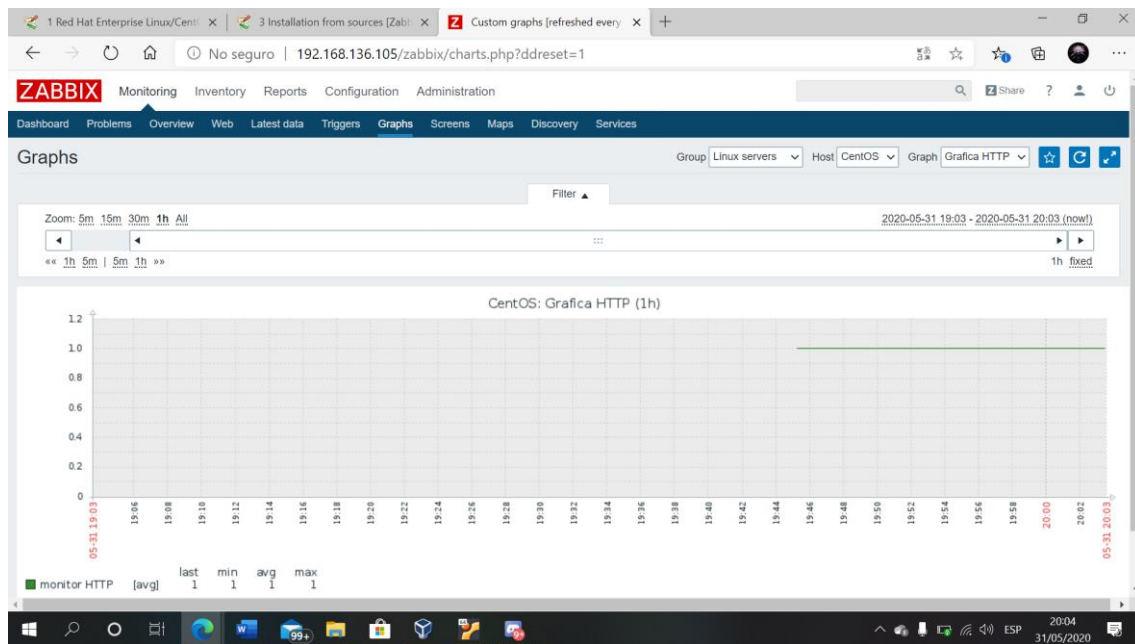 1 Red Hat Enterprise Linux/Cent
3 Installation from sources [Zabb
Custom graphs [refreshed every
No seguro | 192.168.136.105/zabbix/charts.php?ddreset=1
ZABBIX Monitoring Inventory Reports Configuration Administration Z Share ?
Dashboard Problems Overview Web Latest data Triggers Graphs Screens Maps Discovery Services
Graphs Group Linux servers Host CentOS Graph Grafica HTTP
Filter
Zoom: 5m 15m 30m 1h All 2020-05-31 19:03 - 2020-05-31 20:03 (now!)
«« 1h 5m | 5m 1h »» 1h fixed
CentOS: Grafica HTTP (1h)
1.2
1.0
0.8
0.6
0.4
0.2
0
05-31 19:03 19:06 19:08 19:10 19:12 19:14 19:16 19:18 19:20 19:22 19:24 19:26 19:28 19:30 19:32 19:34 19:36 19:38 19:40 19:42 19:44 19:46 19:48 19:50 19:52 19:54 19:56 19:58 20:00 20:02 05-31 20:03
last min avg max
monitor HTTP [avg] 1 1 1 1
99+ ESP 20:04
31/05/2020